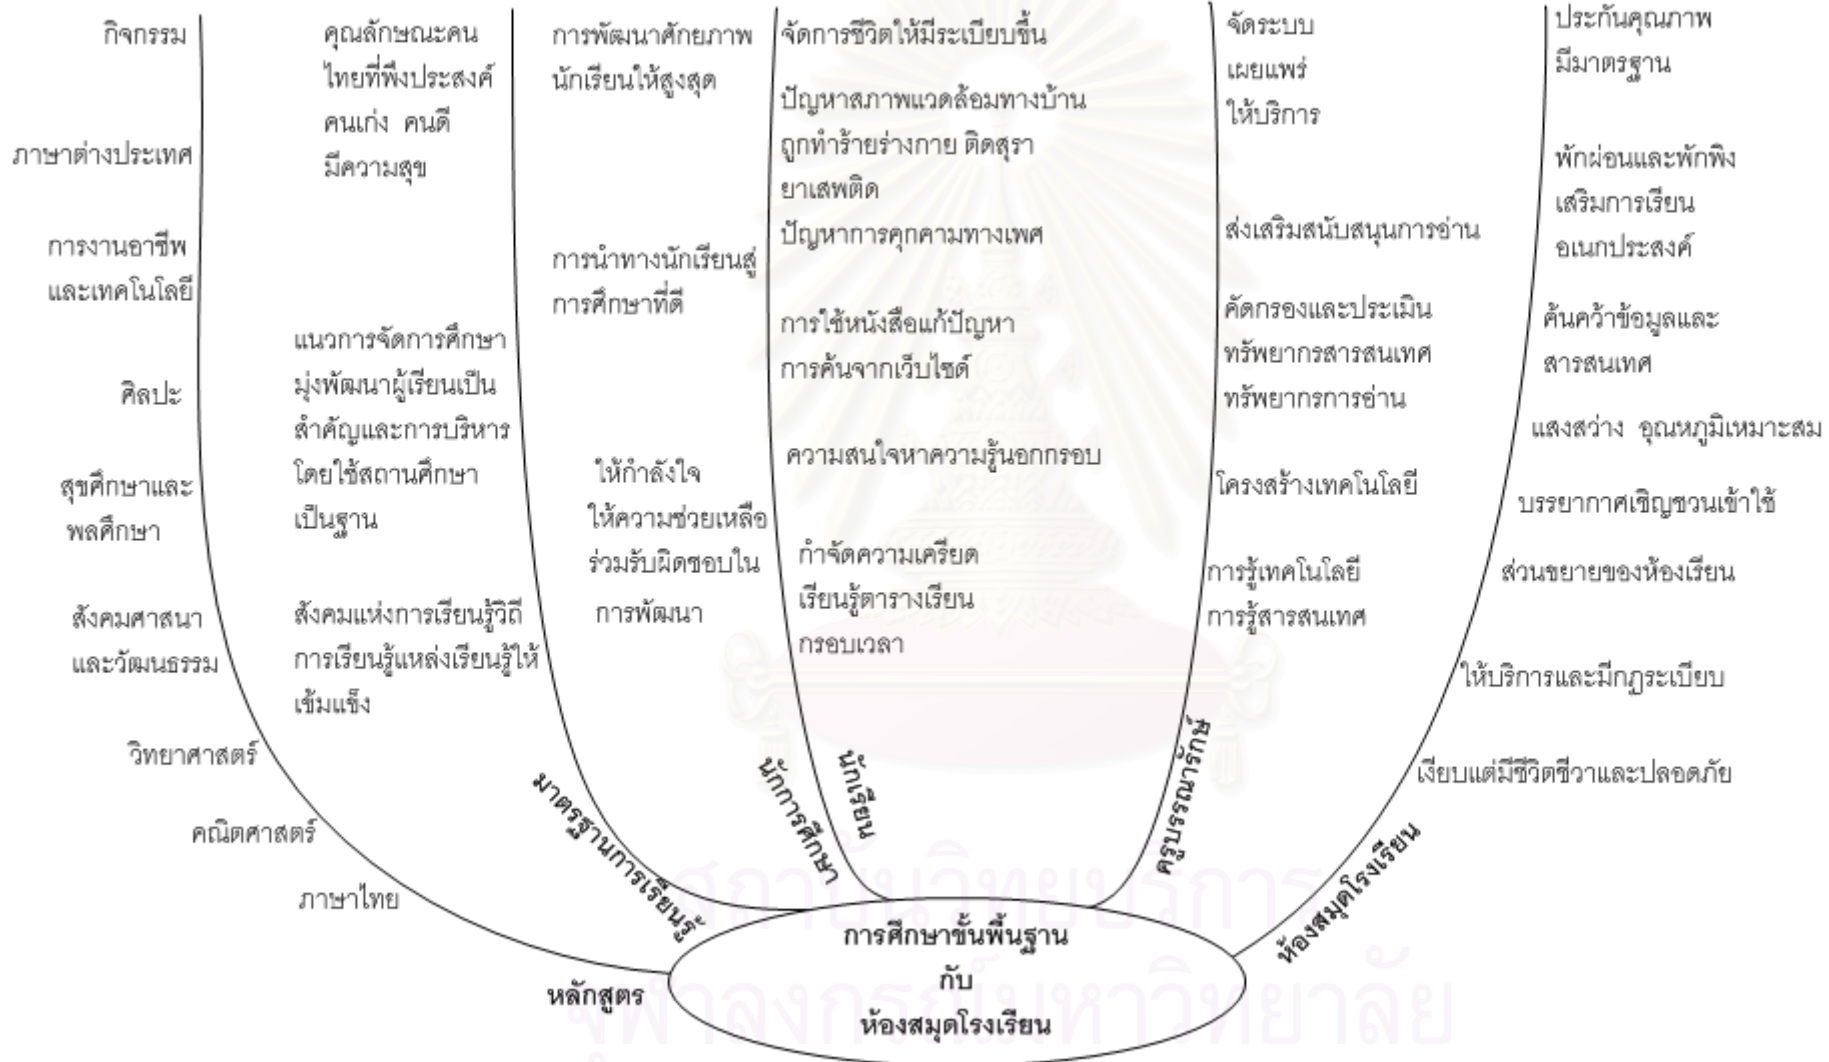 กิจกรรม
ภาษาต่างประเทศ
การงานอาชีพ
และเทคโนโลยี
ศิลปะ
สุขศึกษาและ
พลศึกษา
สังคมศาสนา
และวัฒนธรรม
วิทยาศาสตร์
คณิตศาสตร์
ภาษาไทย
หลักสูตร
คุณลักษณะคน
ไทยที่พึงประสงค์
คนเก่ง คนดี
มีความสุข
แนวการจัดการศึกษา
มุ่งพัฒนาผู้เรียนเป็น
สำคัญและการบริหาร
โดยใช้สถานศึกษา
เป็นฐาน
สังคมแห่งการเรียนรู้วิถี
การเรียนรู้แหล่งเรียนรู้ให้
เข้มแข็ง
มาตรฐานการเรียนรู้
การพัฒนาศักยภาพ
นักเรียนให้สูงสุด
การนำทางนักเรียนสู่
การศึกษาที่ดี
ให้กำลังใจ
ให้ความช่วยเหลือ
ร่วมรับผิดชอบใน
การพัฒนา
นักการศึกษา
จัดการชีวิตให้มีระเบียบขึ้น
ปัญหาสภาพแวดล้อมทางบ้าน
ถูกทำร้ายร่างกาย ติดสุรา
ยาเสพติด
ปัญหาการคุกคามทางเพศ
การใช้หนังสือแก้ปัญหา
การค้นจากเว็บไซต์
ความสนใจหาความรู้นอกกรอบ
กำจัดความเครียด
เรียนรู้ตารางเรียน
กรอบเวลา
นักเรียน
จัดระบบ
เผยแพร่
ให้บริการ
ส่งเสริมสนับสนุนการอ่าน
คัดกรองและประเมิน
ทรัพยากรสารสนเทศ
ทรัพยากรการอ่าน
โครงสร้างเทคโนโลยี
การรู้เทคโนโลยี
การรู้สารสนเทศ
ครูบรรณารักษ์
ประกันคุณภาพ
มีมาตรฐาน
พักผ่อนและพักพิง
เสริมการเรียน
อเนกประสงค์
ค้นคว้าข้อมูลและ
สารสนเทศ
แสงสว่าง อุณหภูมิเหมาะสม
บรรยากาศเชิญชวนเข้าใช้
ส่วนขยายของห้องเรียน
ให้บริการและมีกฎระเบียบ
เงียบแต่มีชีวิตชีวาและปลอดภัย
ห้องสมุดโรงเรียน
การศึกษาขั้นพื้นฐาน
กับ
ห้องสมุดโรงเรียน
สถาบันวิทยบริการ
จุฬาลงกรณ์มหาวิทยาลัย